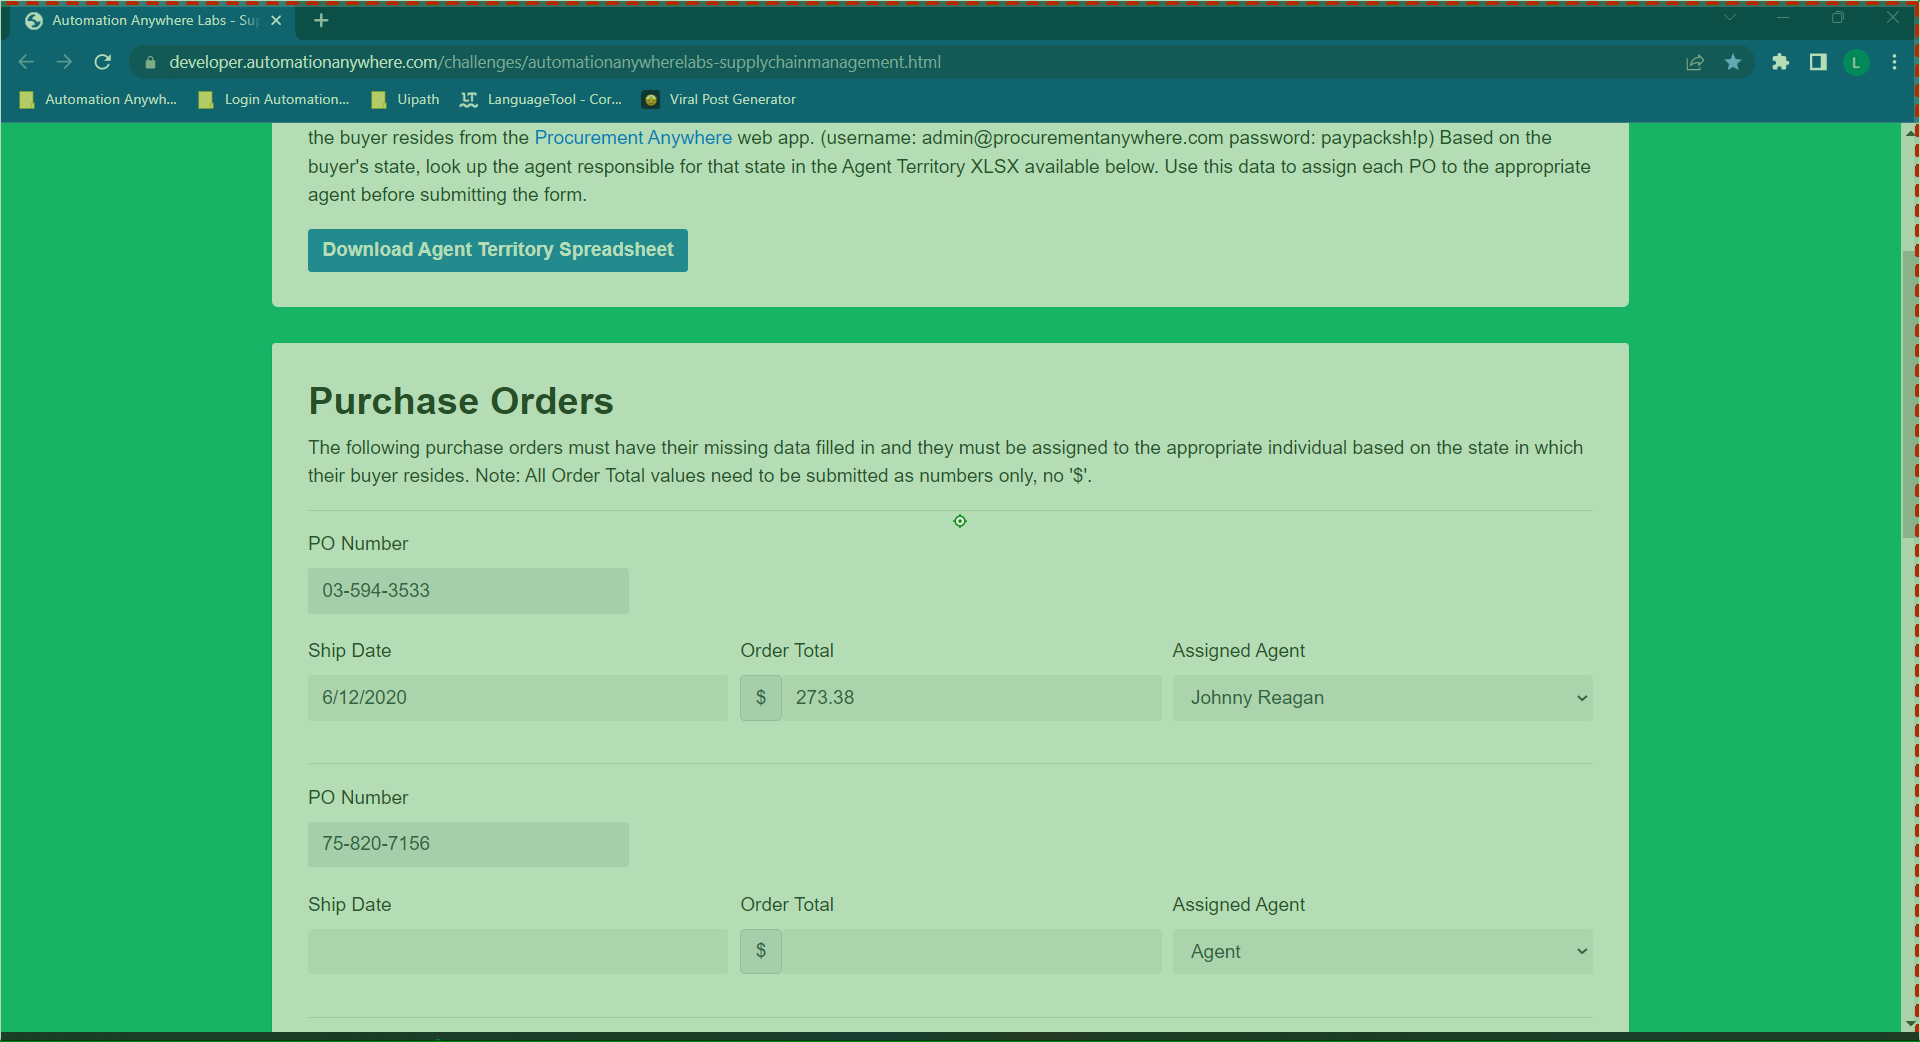 Automation Anywhere Labs - Sup
developer.automationanywhere.com/challenges/automationanywherelabs-supplychainmanagement.html
L
Automation Anywh...
Login Automation...
Uipath
LanguageTool - Cor...
Viral Post Generator
the buyer resides from the Procurement Anywhere web app. (username: admin@procurementanywhere.com password: paypacksh!p) Based on the
buyer's state, look up the agent responsible for that state in the Agent Territory XLSX available below. Use this data to assign each PO to the appropriate
agent before submitting the form.
Download Agent Territory Spreadsheet
Purchase Orders
The following purchase orders must have their missing data filled in and they must be assigned to the appropriate individual based on the state in which
their buyer resides. Note: All Order Total values need to be submitted as numbers only, no '$'.
PO Number
03-594-3533
Ship Date Order Total Assigned Agent
6/12/2020 $ 273.38 Johnny Reagan
PO Number
75-820-7156
Ship Date Order Total Assigned Agent
$ Agent